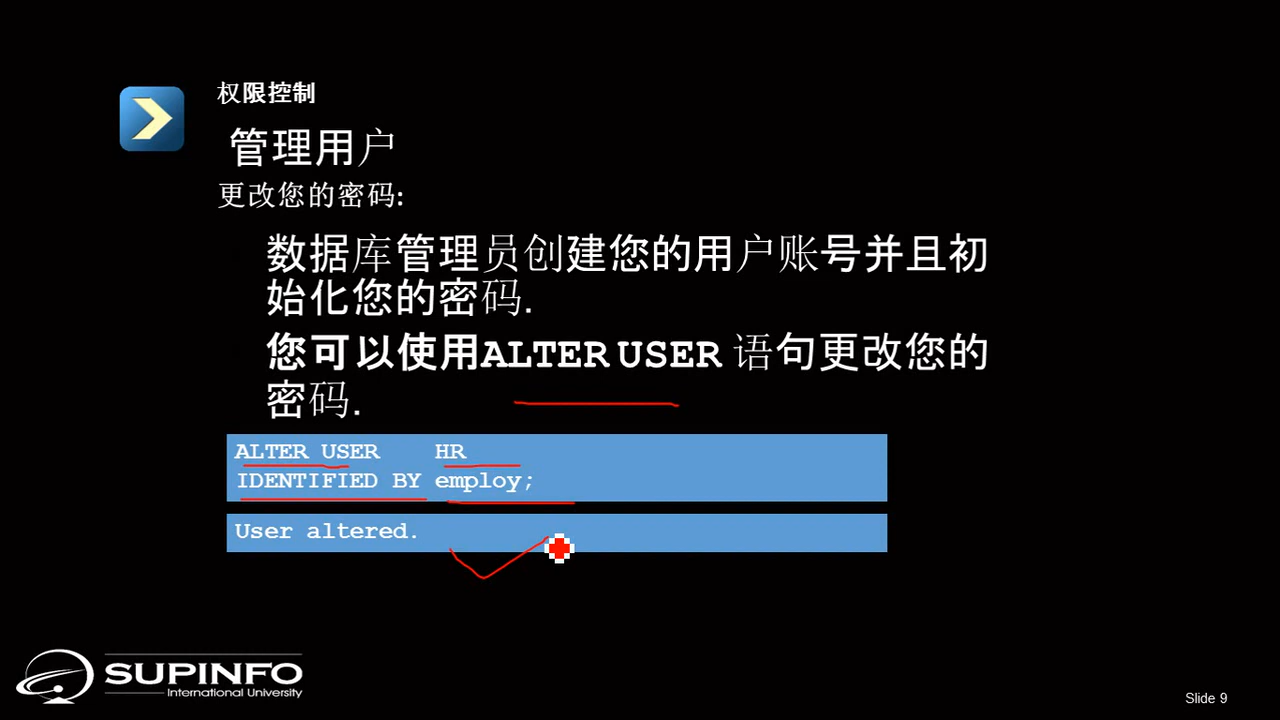 权限控制
管理用户
更改您的密码:
数据库管理员创建您的用户账号并且初
始化您的密码.
您可以使用ALTER USER 语句更改您的
密码.
ALTER USER HR
IDENTIFIED BY employ;
User altered.
SUPINFO
International University
Slide 9